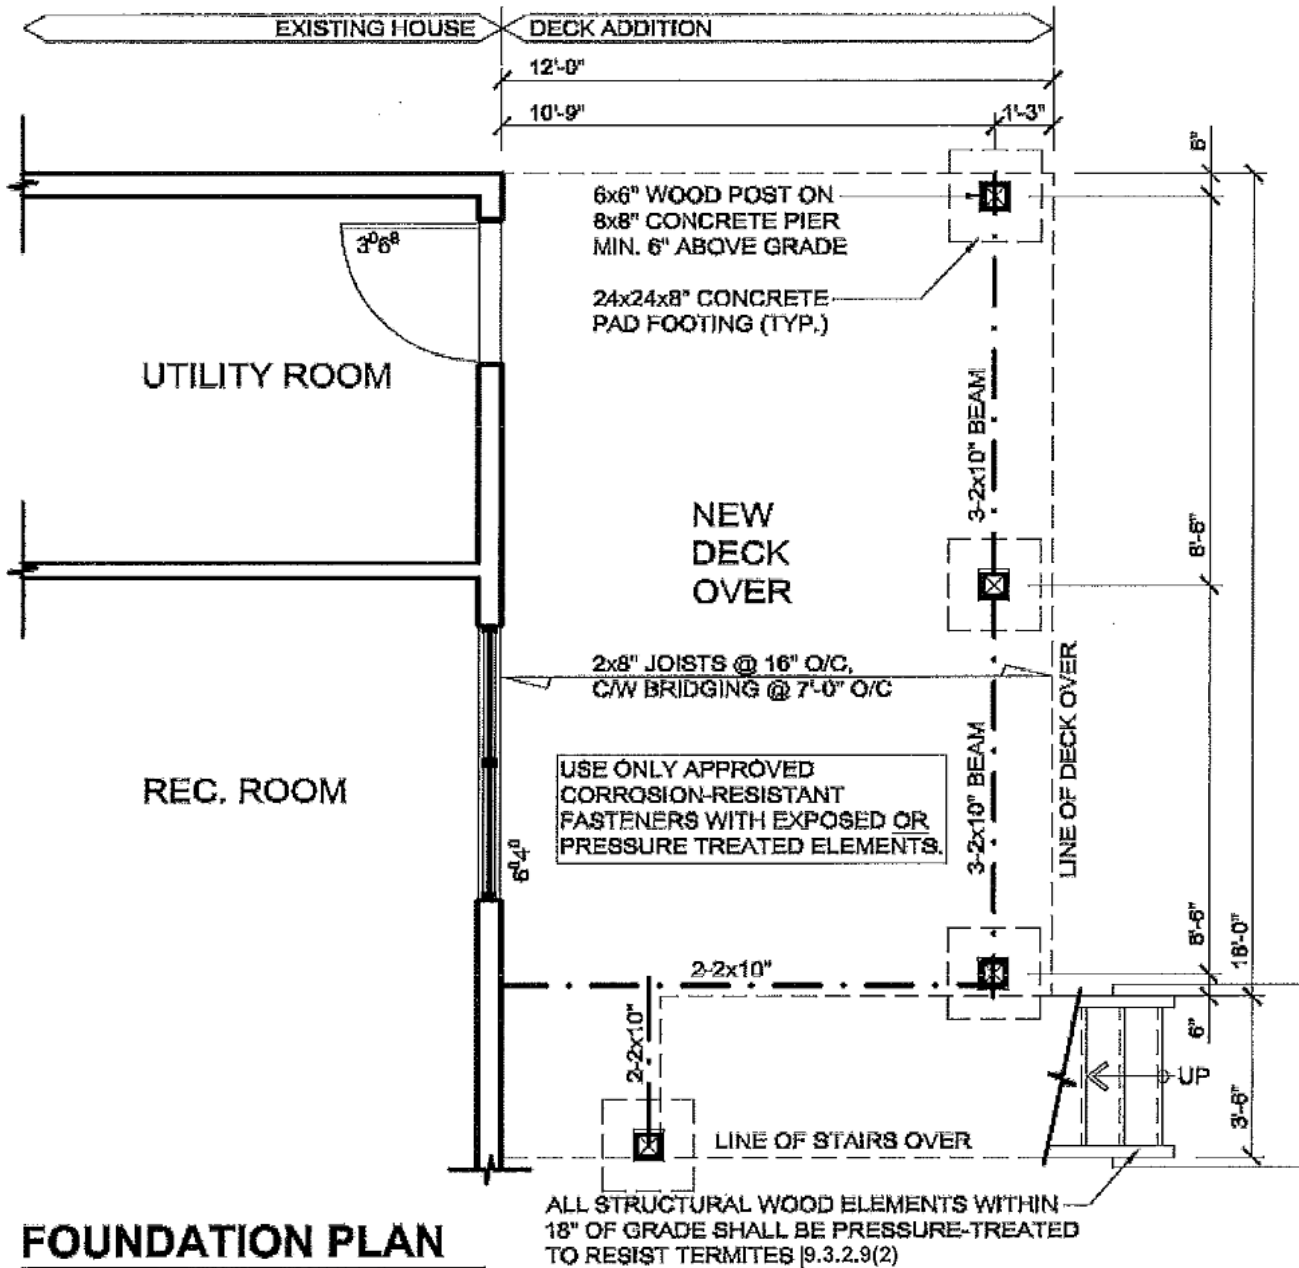 EXISTING HOUSE
DECK ADDITION
12'-0"
10'-9"
1'-3"
6"
6x6" WOOD POST ON
8x8" CONCRETE PIER
MIN. 6" ABOVE GRADE
3⁰6⁸
24x24x8" CONCRETE
PAD FOOTING (TYP.)
UTILITY ROOM
3-2x10" BEAM
8'-6"
NEW
DECK
OVER
2x8" JOISTS @ 16" O/C,
C/W BRIDGING @ 7'-0" O/C
LINE OF DECK OVER
3-2x10" BEAM
USE ONLY APPROVED
CORROSION-RESISTANT
FASTENERS WITH EXPOSED OR
PRESSURE TREATED ELEMENTS.
REC. ROOM
6⁰4⁰
8'-6"
18'-0"
2-2x10"
2-2x10"
6"
UP
3'-6"
LINE OF STAIRS OVER
ALL STRUCTURAL WOOD ELEMENTS WITHIN
18" OF GRADE SHALL BE PRESSURE-TREATED
TO RESIST TERMITES |9.3.2.9(2)
FOUNDATION PLAN